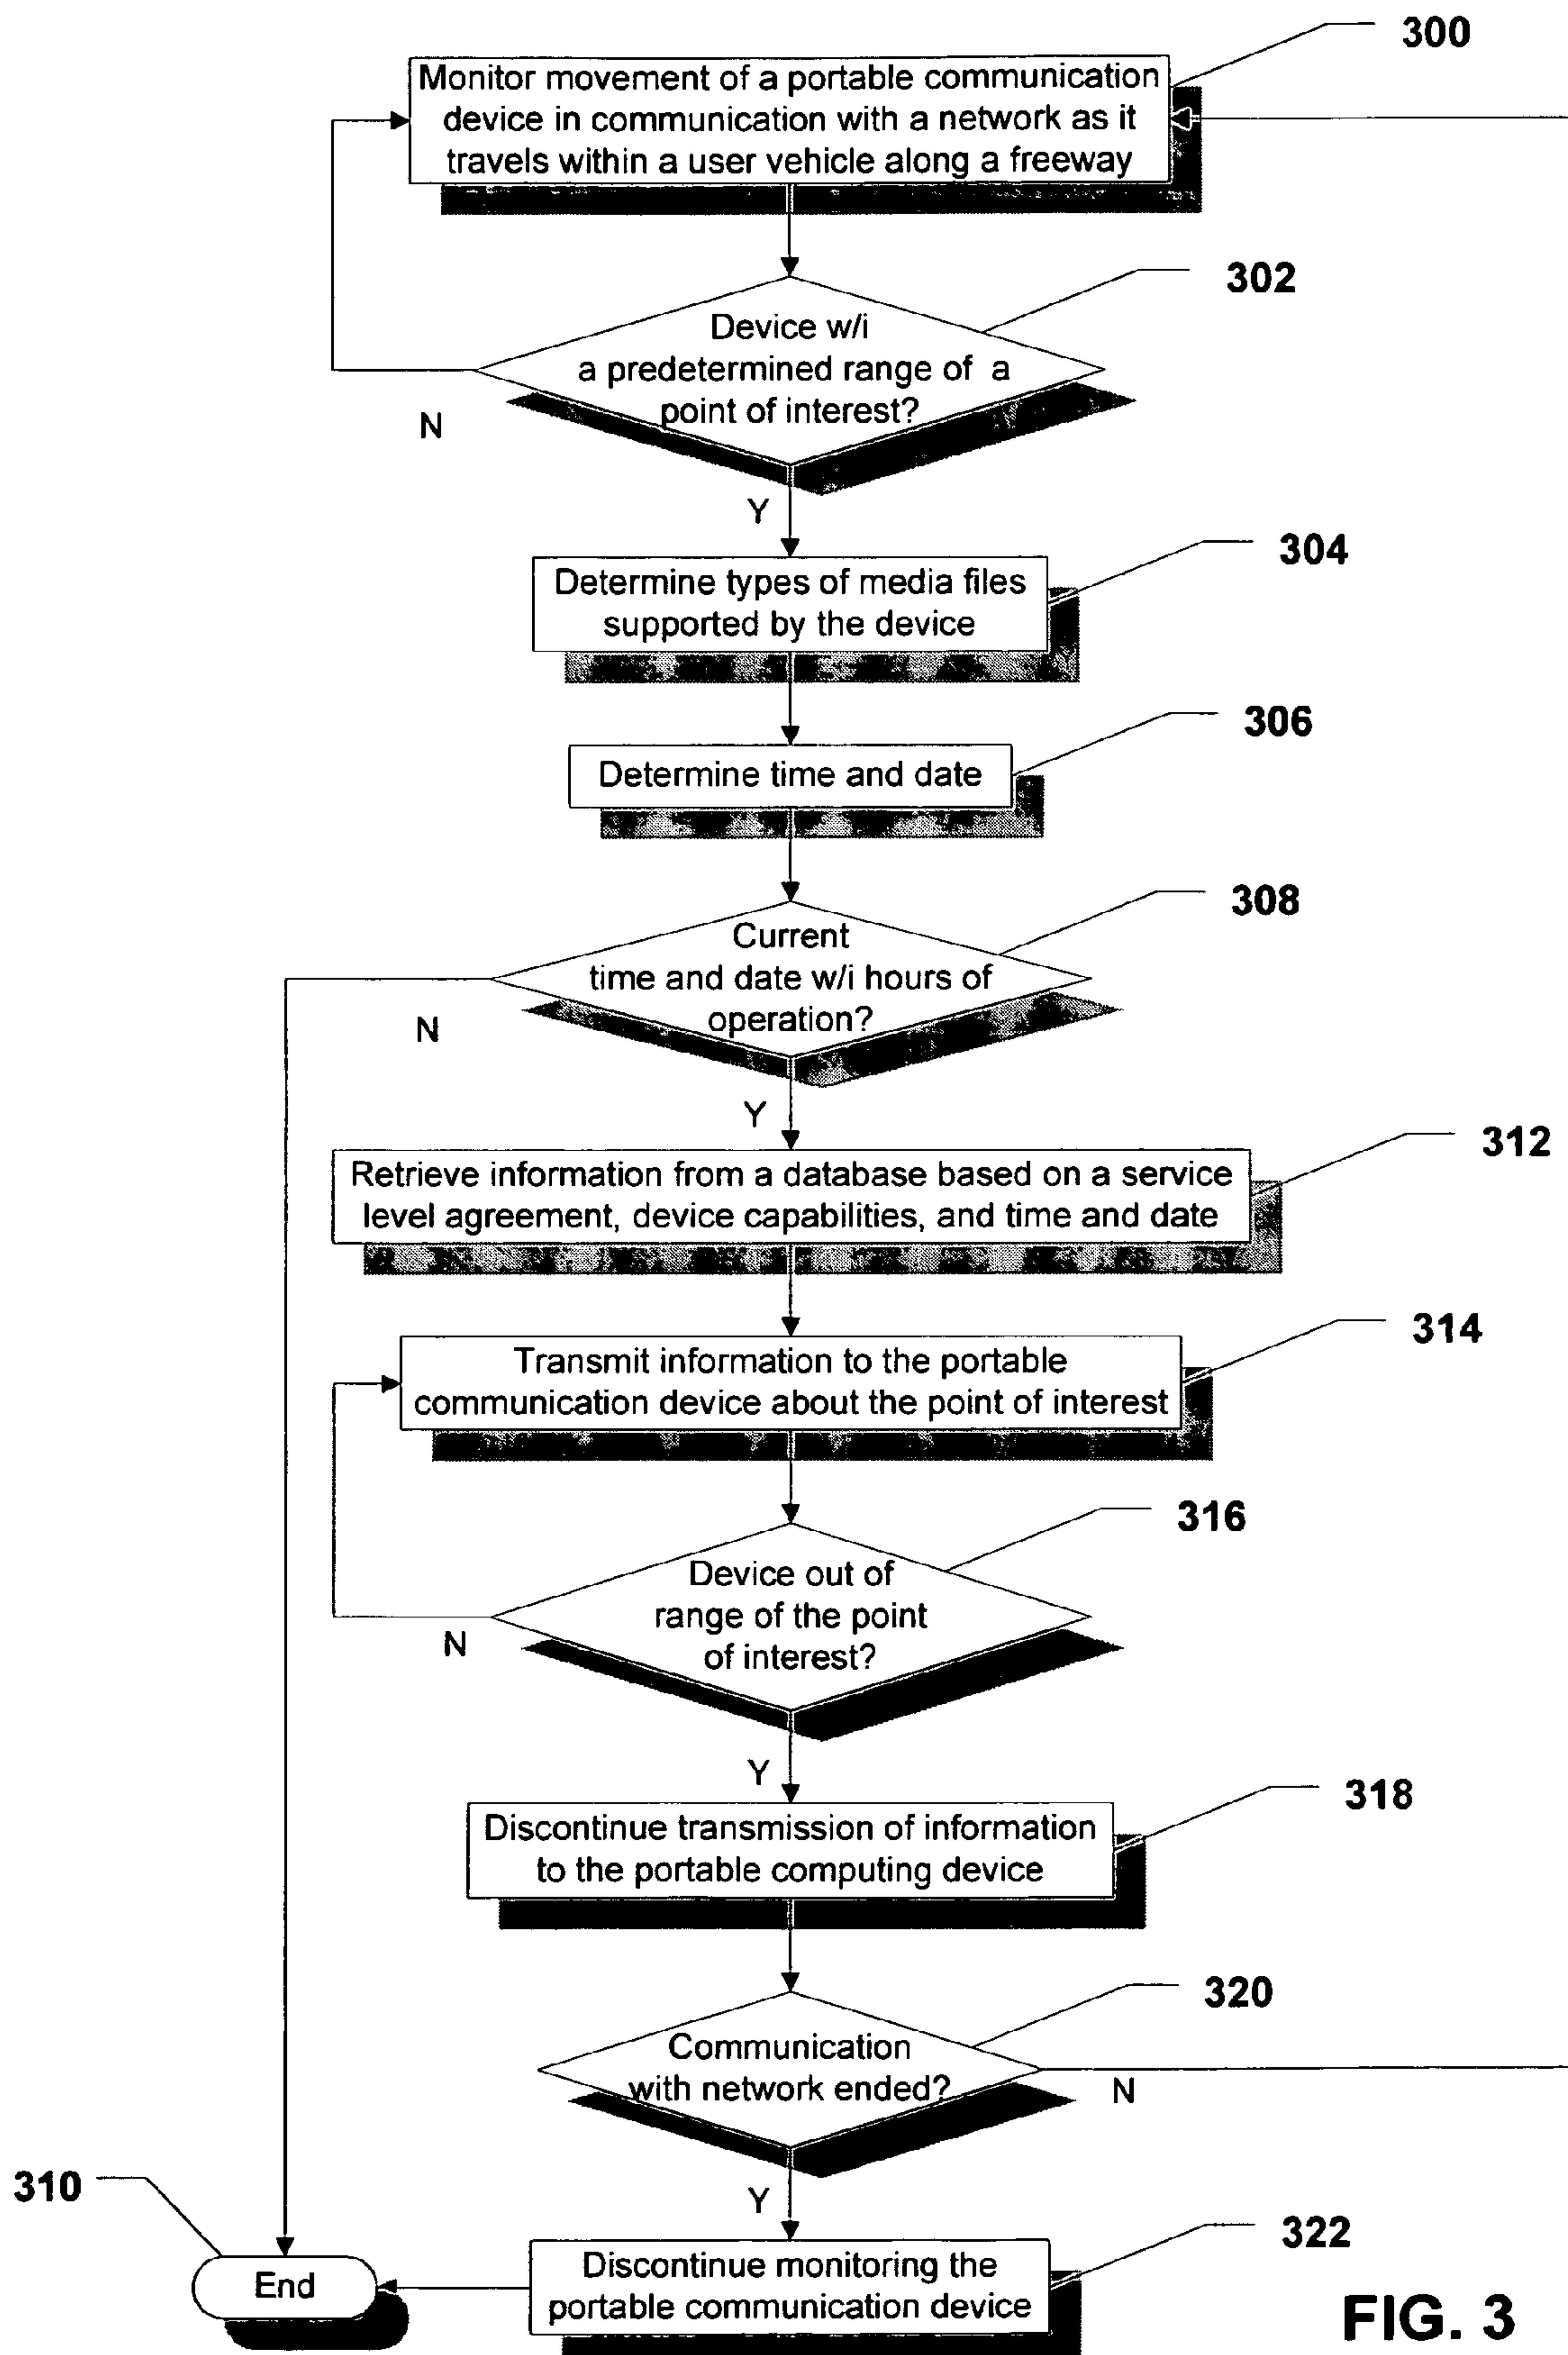 300
Monitor movement of a portable communication
device in communication with a network as it
travels within a user vehicle along a freeway
302
Device w/i
a predetermined range of a
point of interest?
N
Y
304
Determine types of media files
supported by the device
306
Determine time and date
308
Current
time and date w/i hours of
operation?
N
Y
312
Retrieve information from a database based on a service
level agreement, device capabilities, and time and date
314
Transmit information to the portable
communication device about the point of interest
316
Device out of
range of the point
of interest?
N
Y
318
Discontinue transmission of information
to the portable computing device
320
Communication
with network ended?
N
Y
310
End
322
Discontinue monitoring the
portable communication device
FIG. 3